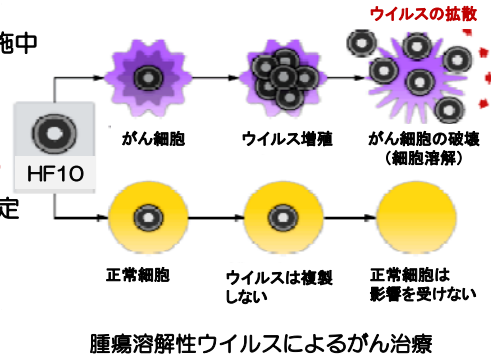 ウイルスの拡散
施中
がん細胞
ウイルス増殖
がん細胞の破壊
（細胞溶解）
HF10
定
正常細胞
ウイルスは複製
しない
正常細胞は
影響を受けない
腫瘍溶解性ウイルスによるがん治療